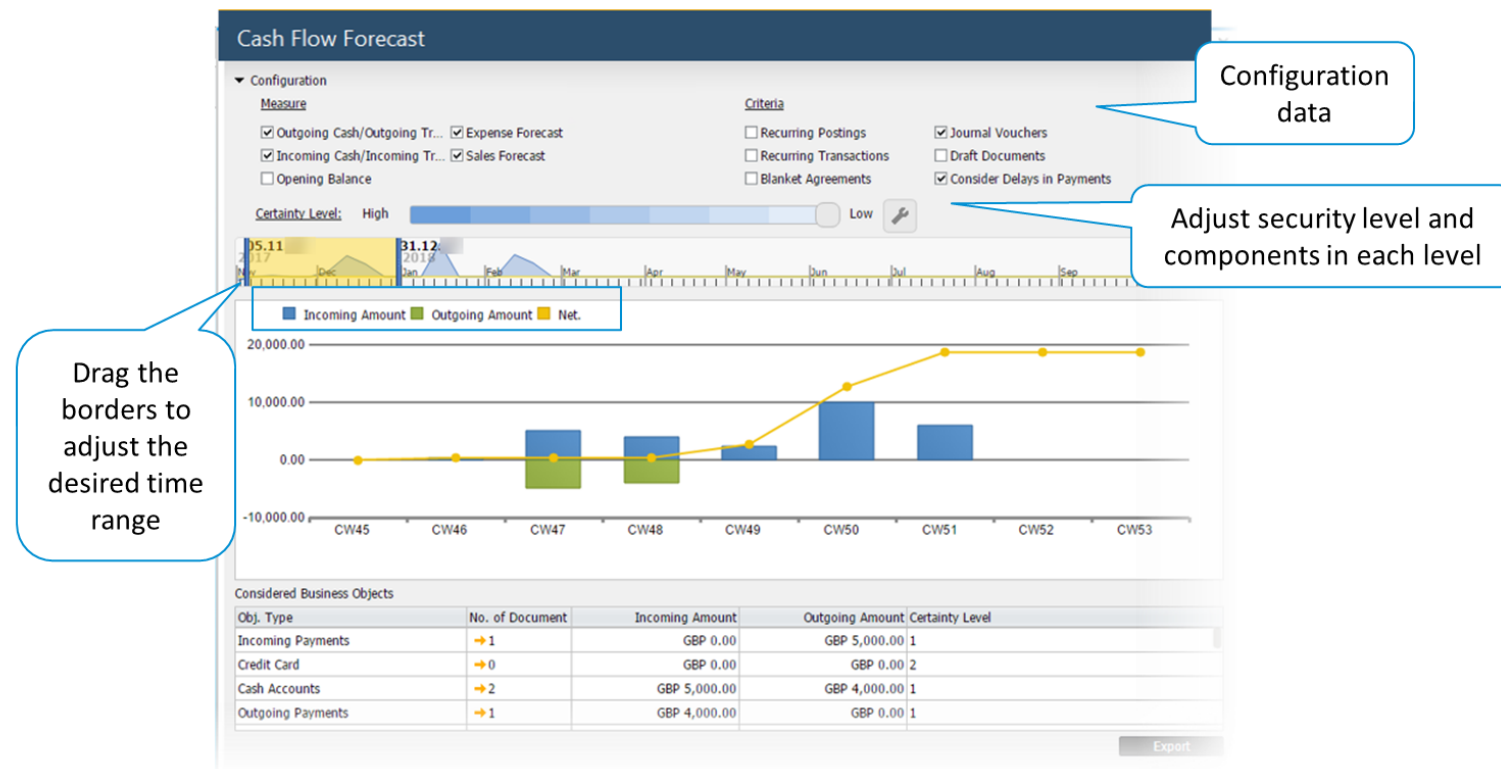 Cash Flow Forecast
Configuration
Measure
Criteria
Outgoing Cash/Outgoing Tr... Expense Forecast
Recurring Postings Journal Vouchers
Incoming Cash/Incoming Tr... Sales Forecast
Recurring Transactions Draft Documents
Opening Balance
Blanket Agreements Consider Delays in Payments
Certainty Level: High Low
Configuration
data
Adjust security level and
components in each level
05.11 31.12.
2017 2018
Nov Dec Jan Feb Mar Apr May Jun Jul Aug Sep
Drag the
borders to
adjust the
desired time
range
Incoming Amount Outgoing Amount Net.
20,000.00
10,000.00
0.00
-10,000.00
CW45 CW46 CW47 CW48 CW49 CW50 CW51 CW52 CW53
Considered Business Objects
Obj. Type No. of Document Incoming Amount Outgoing Amount Certainty Level
Incoming Payments 1 GBP 0.00 GBP 5,000.00 1
Credit Card 0 GBP 0.00 GBP 0.00 2
Cash Accounts 2 GBP 5,000.00 GBP 4,000.00 1
Outgoing Payments 1 GBP 4,000.00 GBP 0.00 1
Export